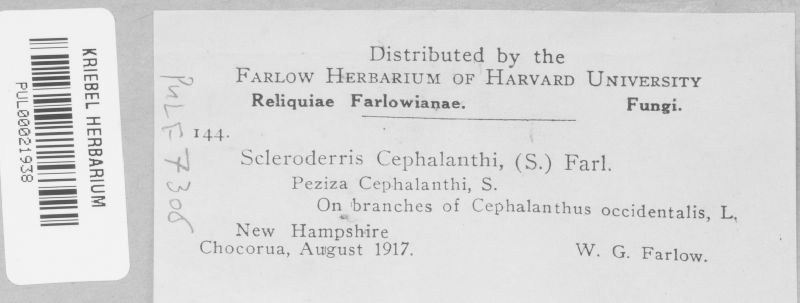 KRIEBEL HERBARIUM
PUL00021938
PULF 7306
Distributed by the
FARLOW HERBARIUM OF HARVARD UNIVERSITY
Reliquiae Farlowianae. Fungi.
144.
Scleroderris Cephalanthi, (S.) Farl.
Peziza Cephalanthi, S.
On branches of Cephalanthus occidentalis, L.
New Hampshire
Chocorua, August 1917. W. G. Farlow.